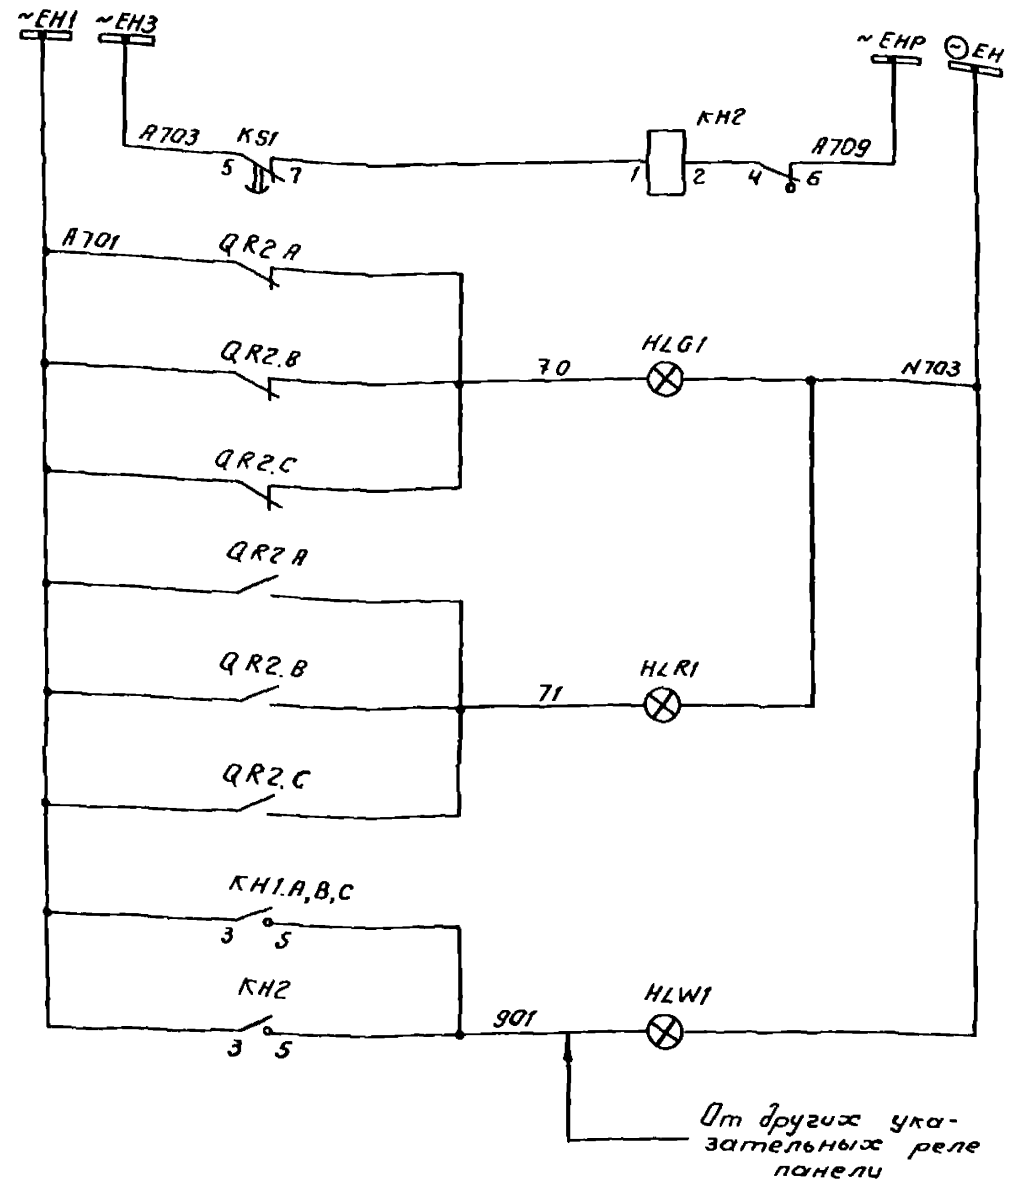 ~EH1 ~EH3
~EHP ~EH
KH2
A703 KS1 A709
5 7 1 2 4 6
A701 QR2.A
QR2.B 70 HLG1 N703
QR2.C
QR2.A
QR2.B 71 HLR1
QR2.C
KH1.A,B,C
3 5
KH2 901 HLW1
3 5
От других ука-
зательных реле
панели